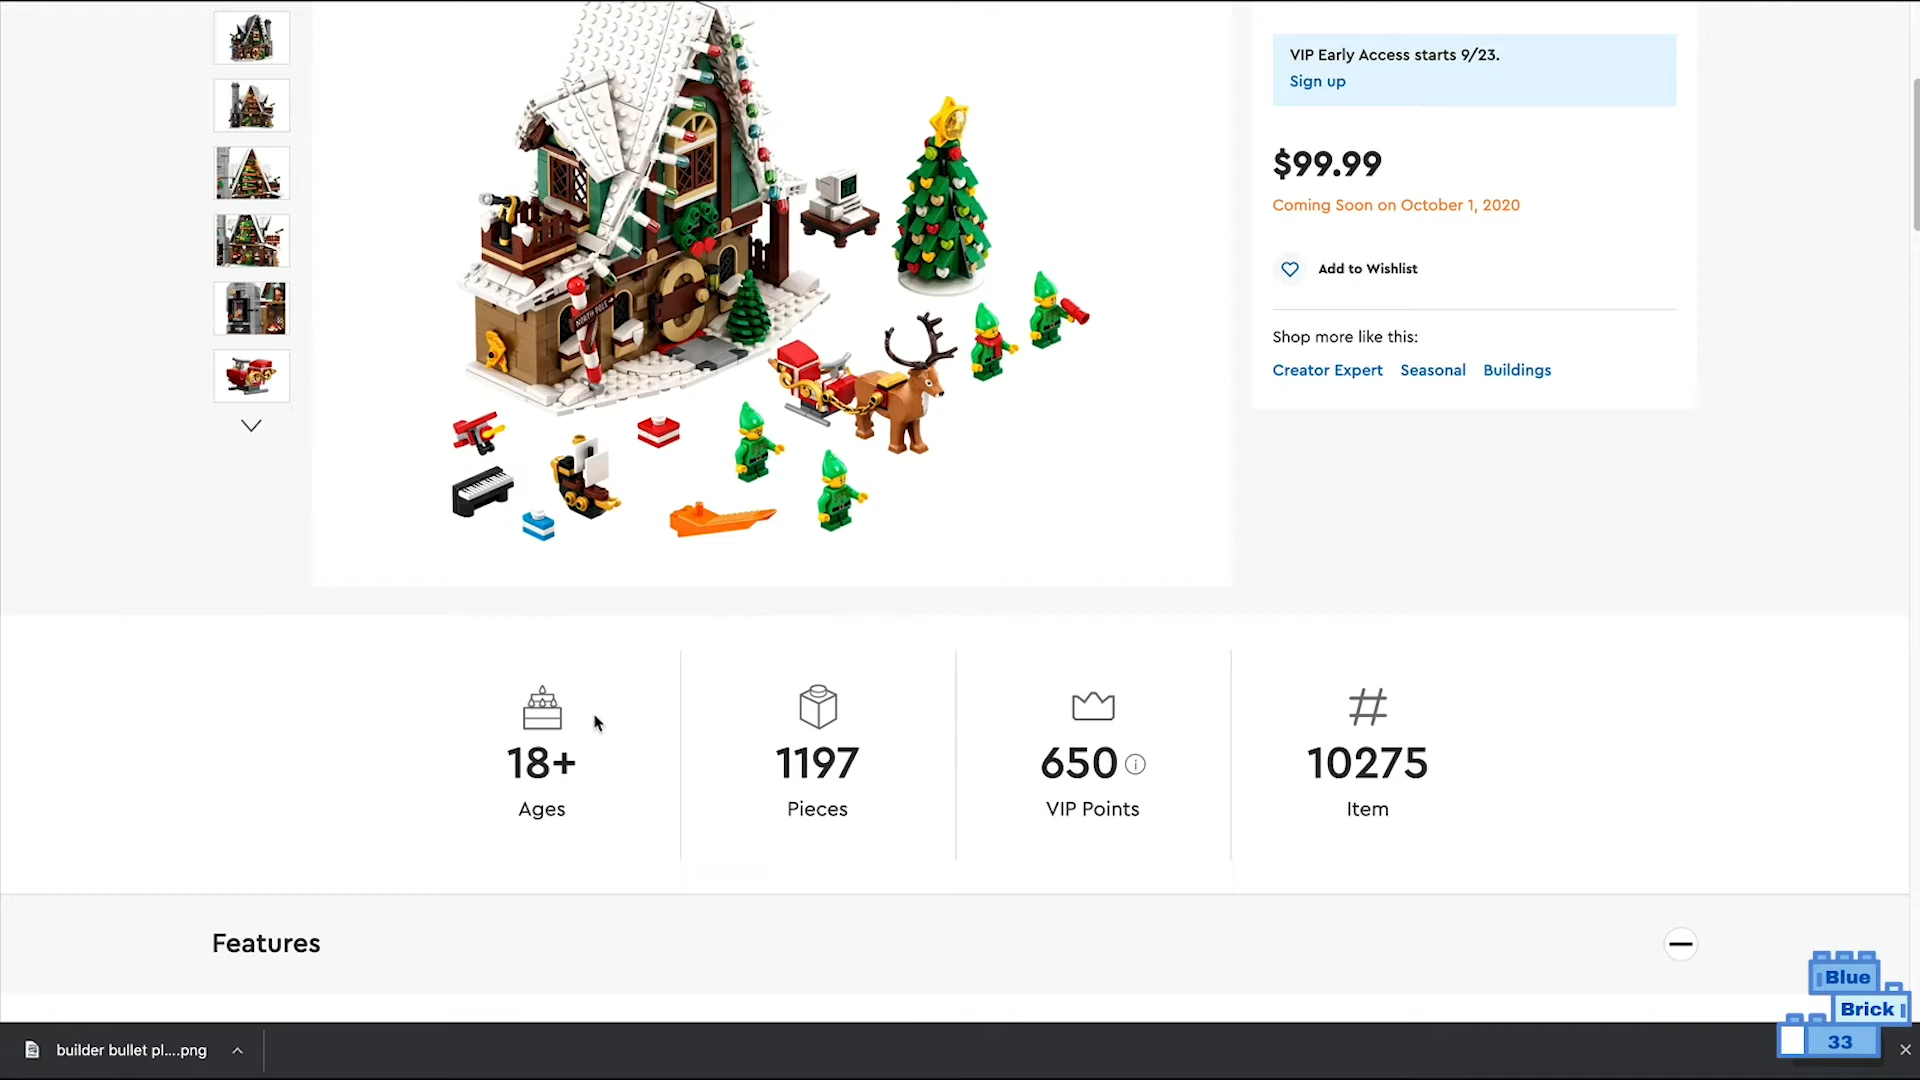 VIP Early Access starts 9/23.
Sign up
$99.99
Coming Soon on October 1, 2020
Add to Wishlist
Shop more like this:
Creator Expert Seasonal Buildings
NORTH POLE
18+
Ages
1197
Pieces
650
VIP Points
10275
Item
Features
builder bullet pl....png
Blue
Brick
33